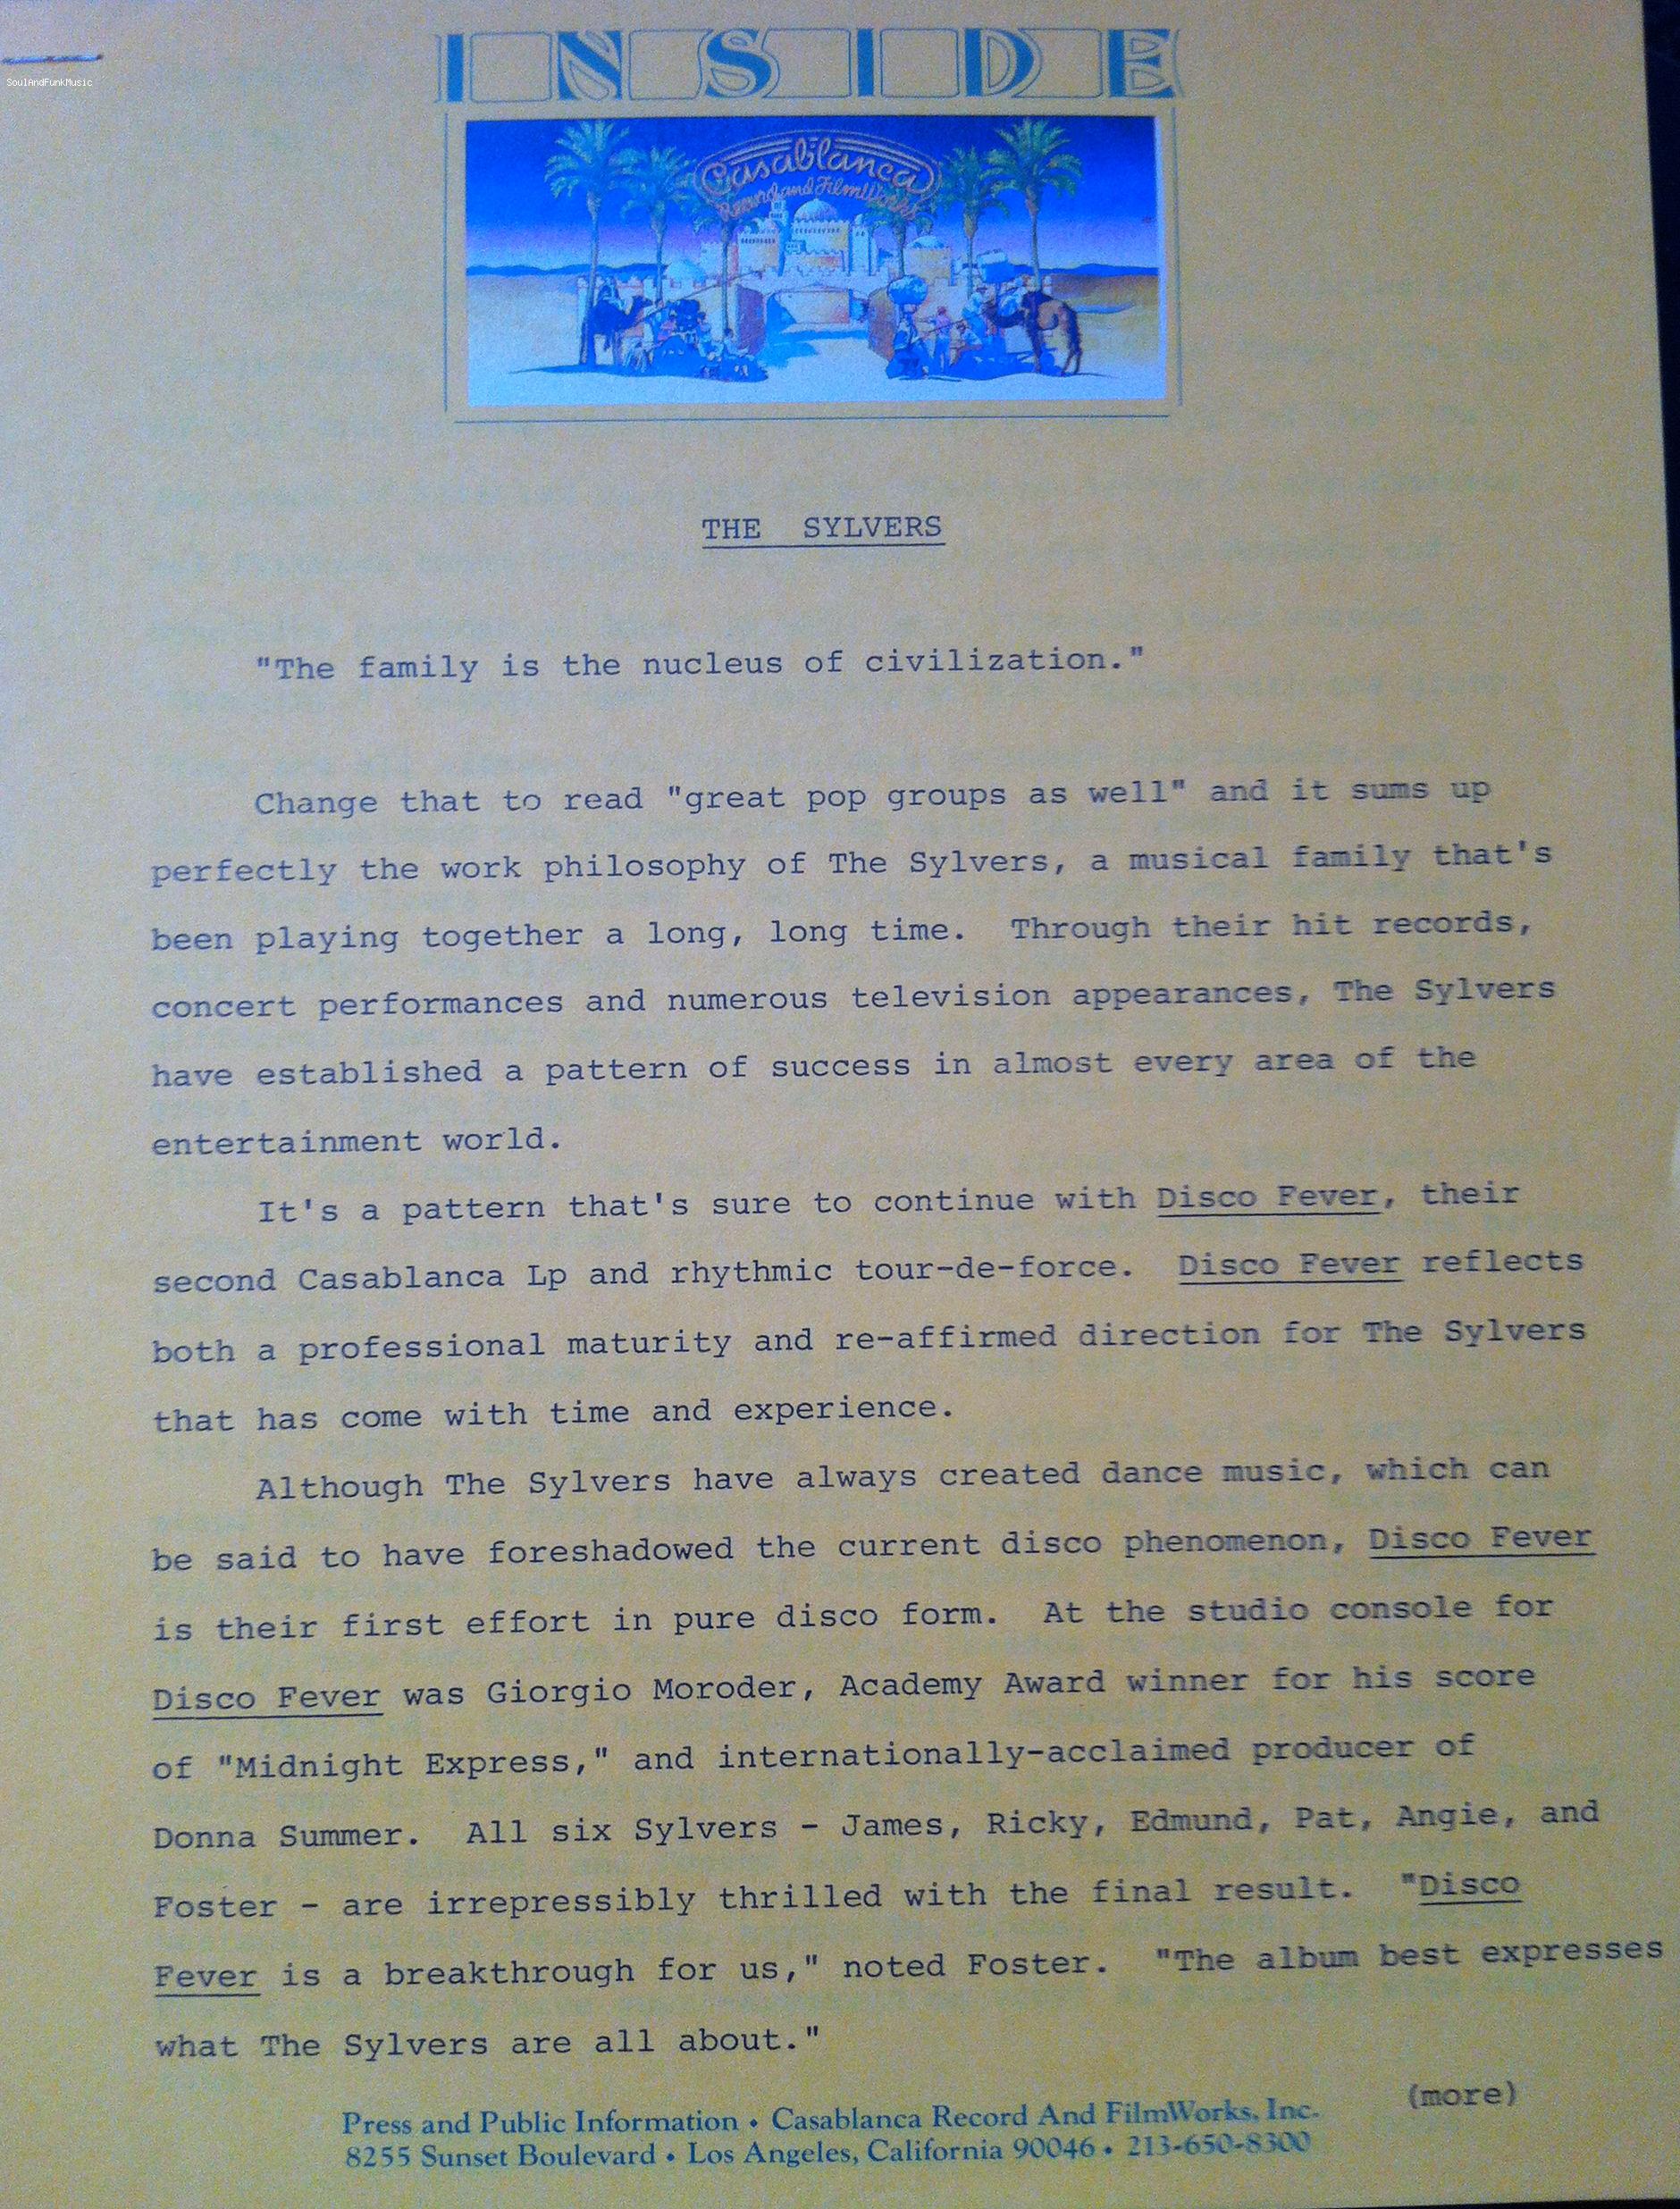 SoulAndFunkMusic
INSIDE
Casablanca
Record and FilmWorks
THE SYLVERS
"The family is the nucleus of civilization."
Change that to read "great pop groups as well" and it sums up
perfectly the work philosophy of The Sylvers, a musical family that's
been playing together a long, long time. Through their hit records,
concert performances and numerous television appearances, The Sylvers
have established a pattern of success in almost every area of the
entertainment world.
It's a pattern that's sure to continue with Disco Fever, their
second Casablanca Lp and rhythmic tour-de-force. Disco Fever reflects
both a professional maturity and re-affirmed direction for The Sylvers
that has come with time and experience.
Although The Sylvers have always created dance music, which can
be said to have foreshadowed the current disco phenomenon, Disco Fever
is their first effort in pure disco form. At the studio console for
Disco Fever was Giorgio Moroder, Academy Award winner for his score
of "Midnight Express," and internationally-acclaimed producer of
Donna Summer. All six Sylvers - James, Ricky, Edmund, Pat, Angie, and
Foster - are irrepressibly thrilled with the final result. "Disco
Fever is a breakthrough for us," noted Foster. "The album best expresses
what The Sylvers are all about."
(more)
Press and Public Information • Casablanca Record And FilmWorks, Inc.
8255 Sunset Boulevard • Los Angeles, California 90046 • 213-650-8300